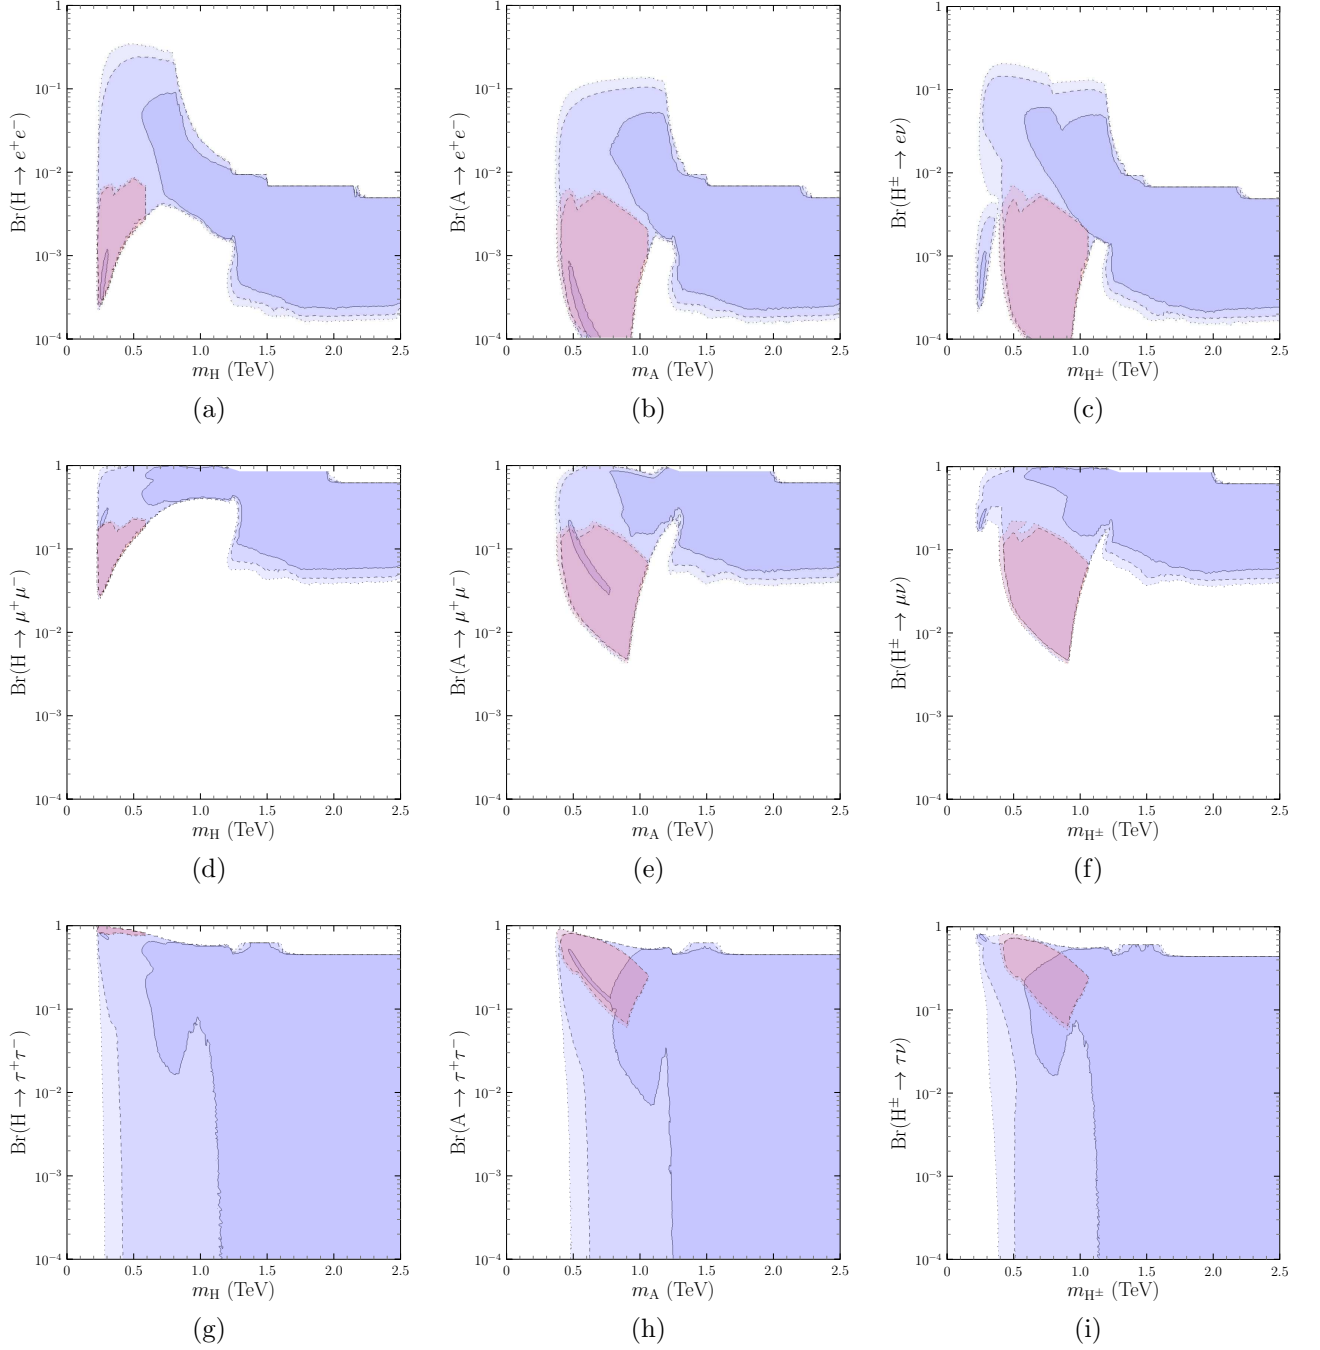 1
10⁻¹
10⁻²
10⁻³
10⁻⁴
Br(H → e⁺e⁻)
0 0.5 1.0 1.5 2.0 2.5
m_H (TeV)
(a)
1
10⁻¹
10⁻²
10⁻³
10⁻⁴
Br(A → e⁺e⁻)
0 0.5 1.0 1.5 2.0 2.5
m_A (TeV)
(b)
1
10⁻¹
10⁻²
10⁻³
10⁻⁴
Br(H± → eν)
0 0.5 1.0 1.5 2.0 2.5
m_H± (TeV)
(c)
1
10⁻¹
10⁻²
10⁻³
10⁻⁴
Br(H → μ⁺μ⁻)
0 0.5 1.0 1.5 2.0 2.5
m_H (TeV)
(d)
1
10⁻¹
10⁻²
10⁻³
10⁻⁴
Br(A → μ⁺μ⁻)
0 0.5 1.0 1.5 2.0 2.5
m_A (TeV)
(e)
1
10⁻¹
10⁻²
10⁻³
10⁻⁴
Br(H± → μν)
0 0.5 1.0 1.5 2.0 2.5
m_H± (TeV)
(f)
1
10⁻¹
10⁻²
10⁻³
10⁻⁴
Br(H → τ⁺τ⁻)
0 0.5 1.0 1.5 2.0 2.5
m_H (TeV)
(g)
1
10⁻¹
10⁻²
10⁻³
10⁻⁴
Br(A → τ⁺τ⁻)
0 0.5 1.0 1.5 2.0 2.5
m_A (TeV)
(h)
1
10⁻¹
10⁻²
10⁻³
10⁻⁴
Br(H± → τν)
0 0.5 1.0 1.5 2.0 2.5
m_H± (TeV)
(i)